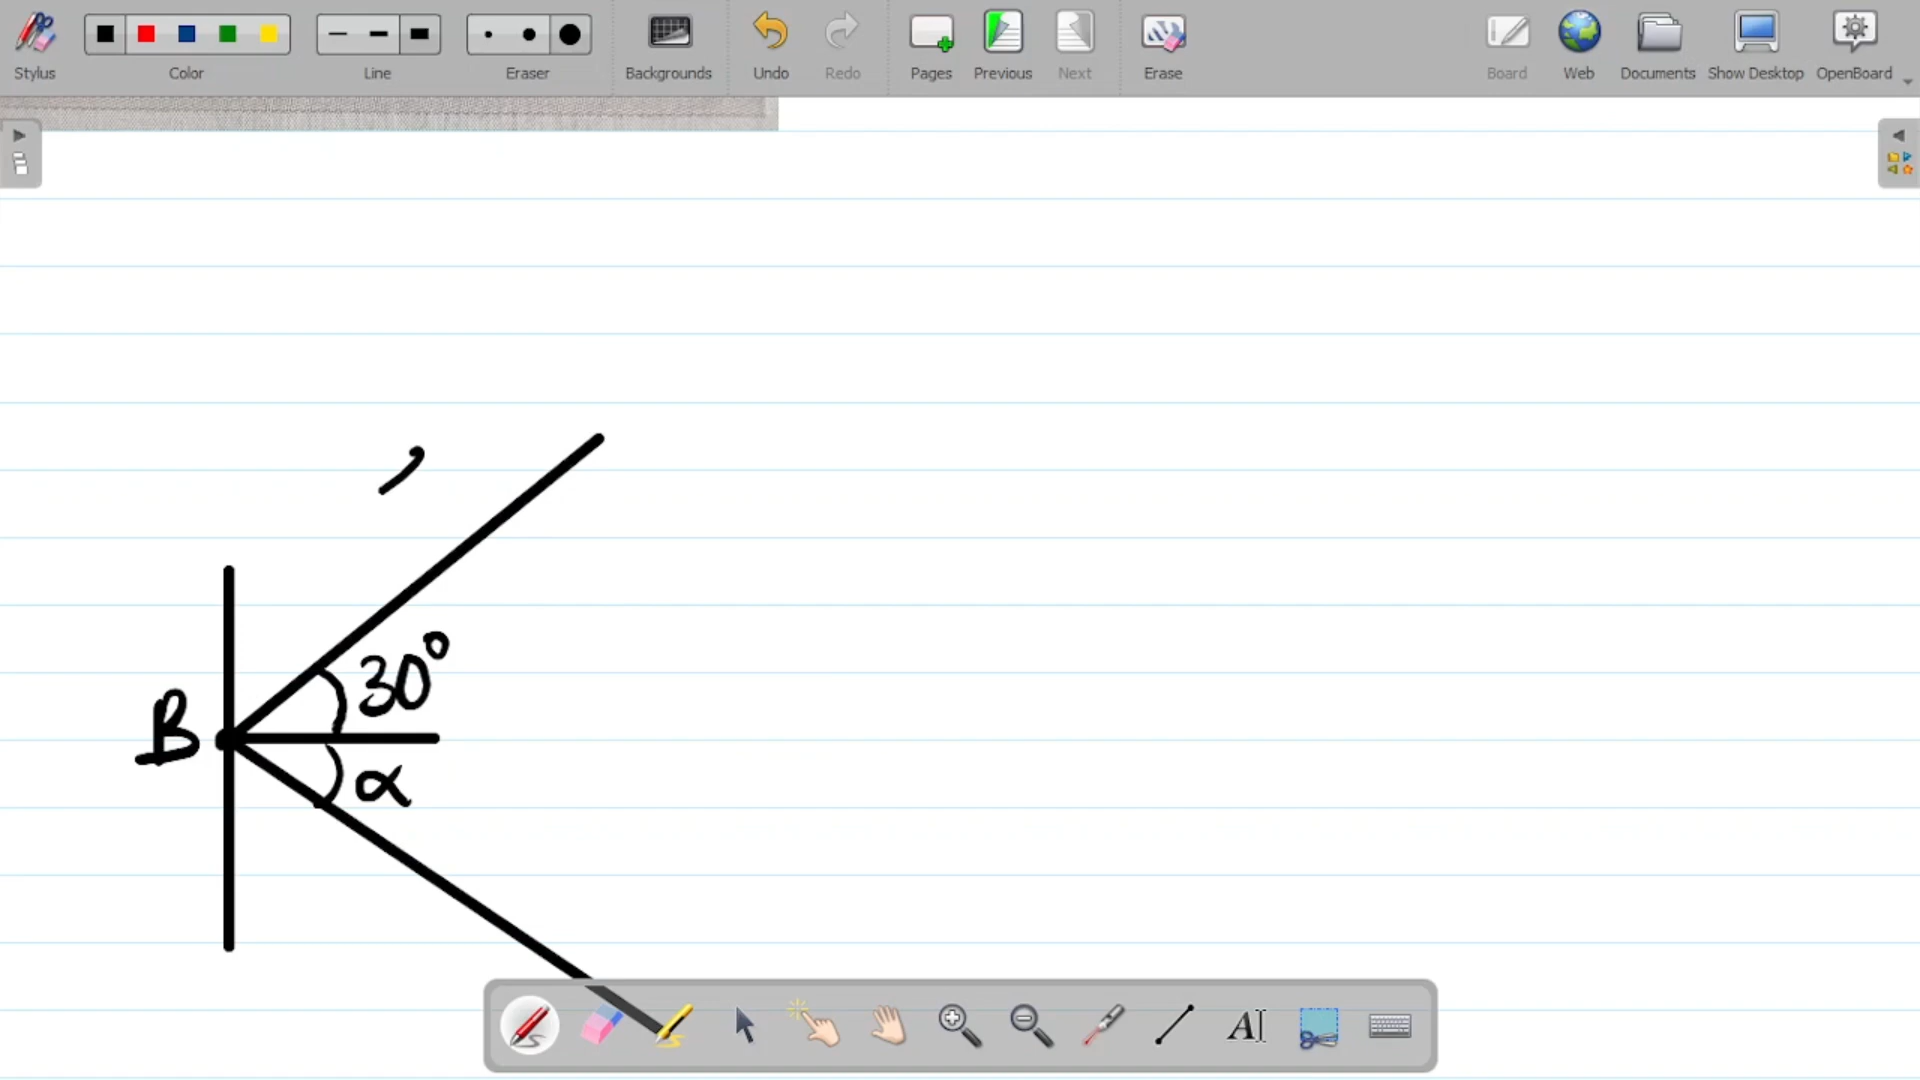 Stylus Color Line Eraser Backgrounds Undo Redo Pages Previous Next Erase Board Web Documents Show Desktop OpenBoard
30°
B
α
A